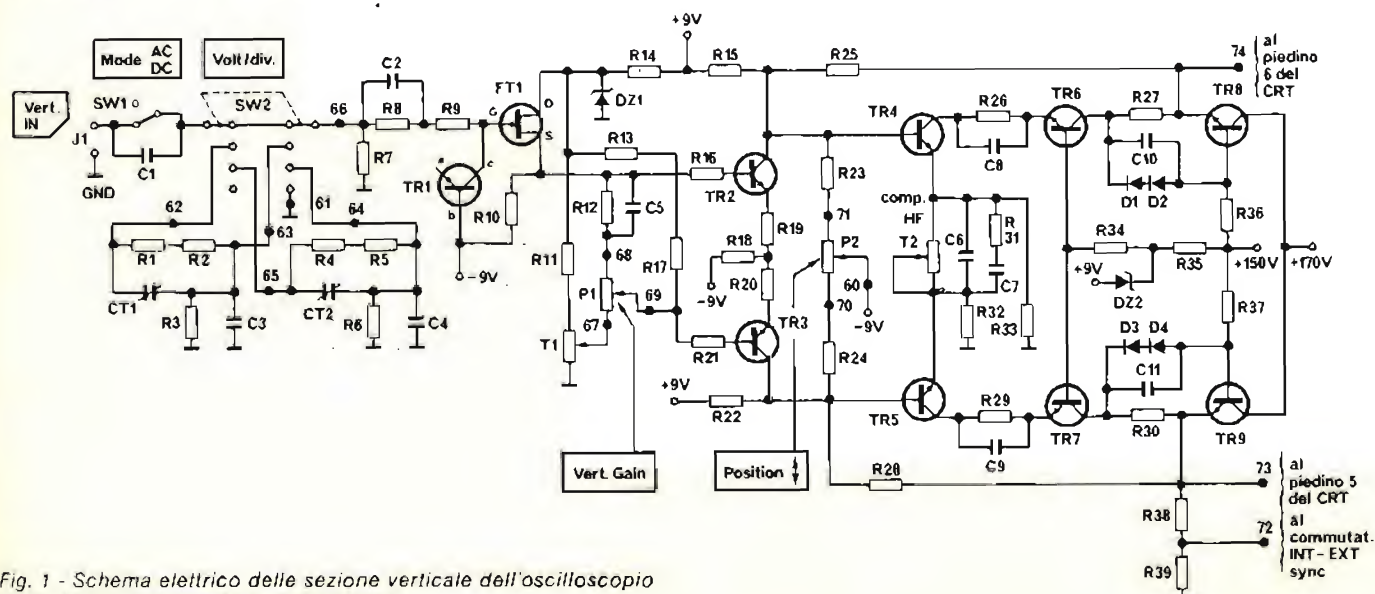 Vert.
IN
J1
GND
Mode AC
DC
SW1
C1
Volt/div.
SW2
66
62
63
61
64
65
R1
R2
R4
R5
CT1
R3
C3
CT2
R6
C4
C2
R8
R9
R7
FT1
G
D
S
TR1
a
c
b
-9V
R10
+9V
R14
R15
DZ1
R13
R12
C5
R11
68
P1
67
T1
R17
69
R16
TR2
R19
R18
-9V
R20
TR3
R21
+9V
R22
Vert. Gain
R25
R23
71
P2
60
-9V
70
R24
Position
R28
TR4
R26
C8
comp.
HF
T2
C6
R
31
C7
R32
R33
TR5
R29
C9
TR6
R27
C10
D1
D2
TR8
R36
R34
R35
+9V
DZ2
+150V
+170V
R37
D3
D4
C11
TR7
R30
TR9
74
al
piedino
6 del
CRT
73
al
piedino 5
del CRT
R38
72
al
commutat.
INT-EXT
sync
R39
Fig. 1 - Schema elettrico delle sezione verticale dell'oscilloscopio